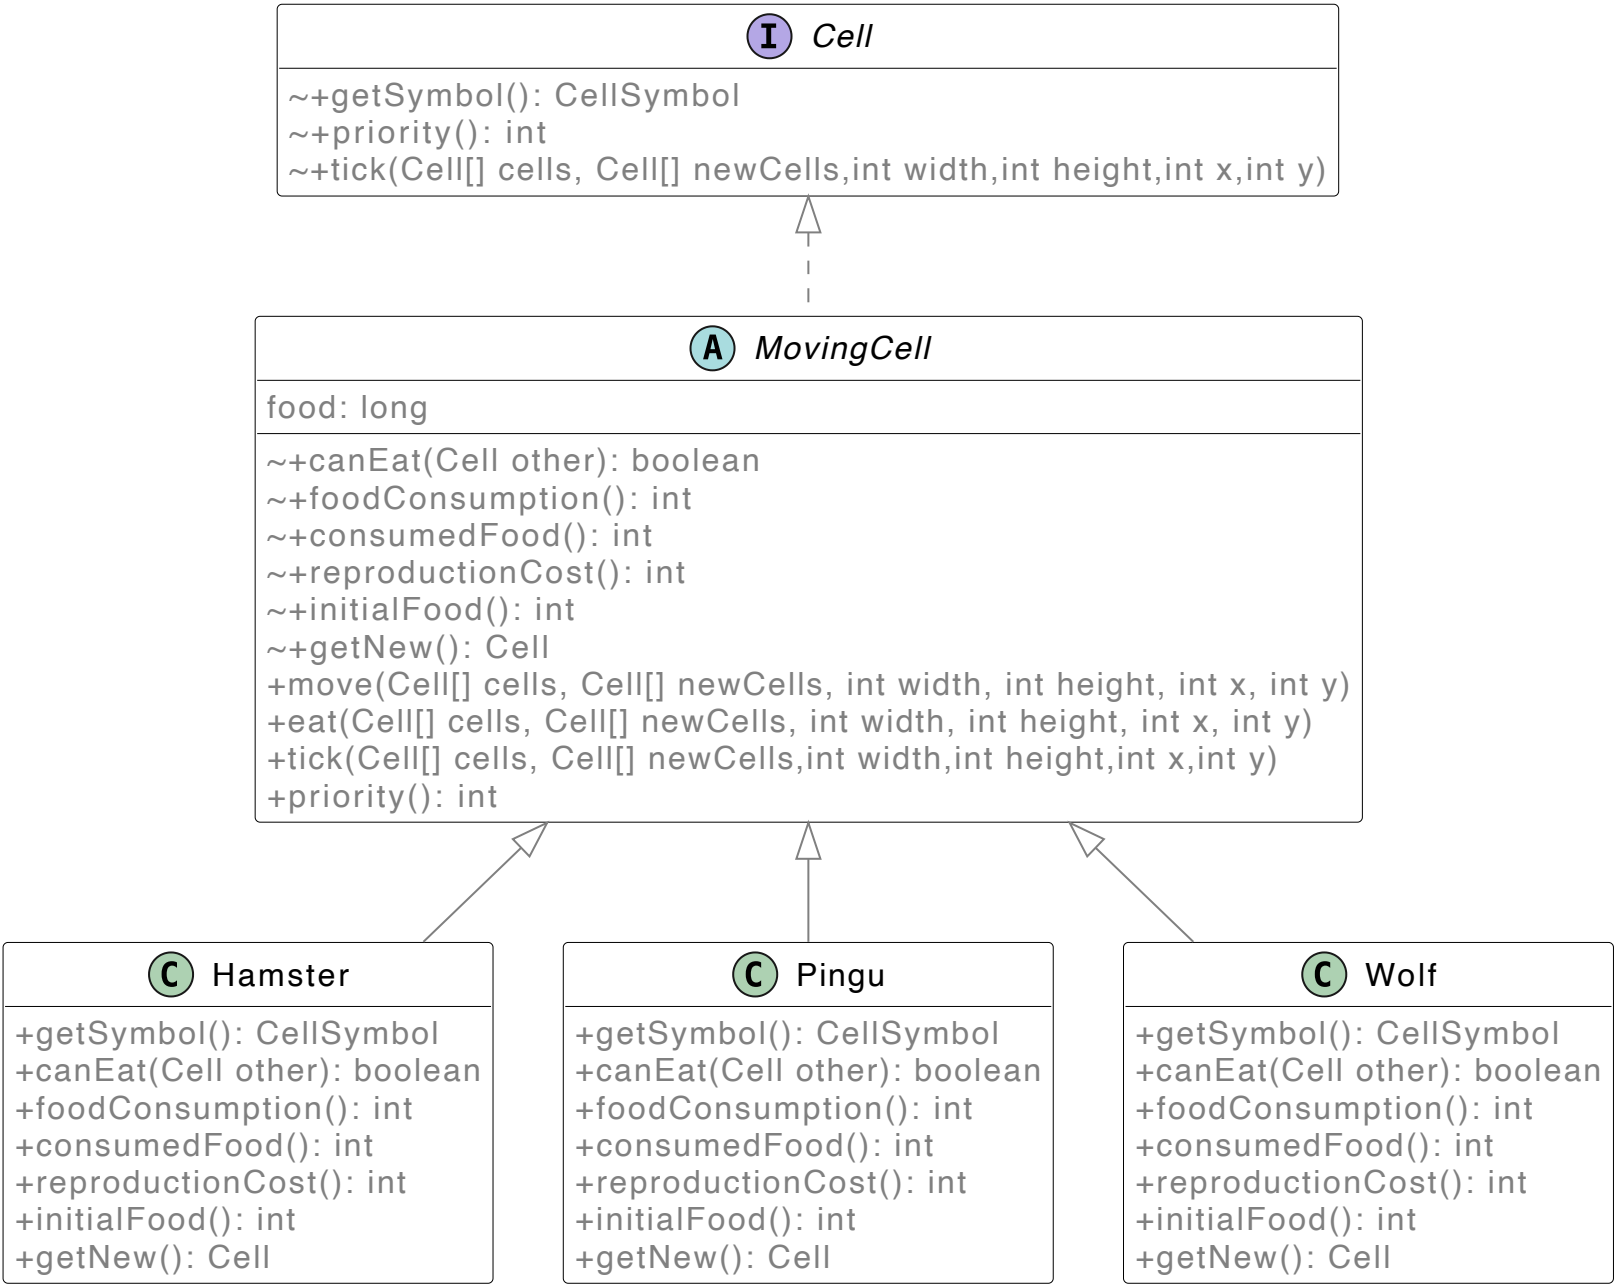 I Cell
~+getSymbol(): CellSymbol
~+priority(): int
~+tick(Cell[] cells, Cell[] newCells,int width,int height,int x,int y)
A MovingCell
food: long
~+canEat(Cell other): boolean
~+foodConsumption(): int
~+consumedFood(): int
~+reproductionCost(): int
~+initialFood(): int
~+getNew(): Cell
+move(Cell[] cells, Cell[] newCells, int width, int height, int x, int y)
+eat(Cell[] cells, Cell[] newCells, int width, int height, int x, int y)
+tick(Cell[] cells, Cell[] newCells,int width,int height,int x,int y)
+priority(): int
C Hamster
+getSymbol(): CellSymbol
+canEat(Cell other): boolean
+foodConsumption(): int
+consumedFood(): int
+reproductionCost(): int
+initialFood(): int
+getNew(): Cell
C Pingu
+getSymbol(): CellSymbol
+canEat(Cell other): boolean
+foodConsumption(): int
+consumedFood(): int
+reproductionCost(): int
+initialFood(): int
+getNew(): Cell
C Wolf
+getSymbol(): CellSymbol
+canEat(Cell other): boolean
+foodConsumption(): int
+consumedFood(): int
+reproductionCost(): int
+initialFood(): int
+getNew(): Cell